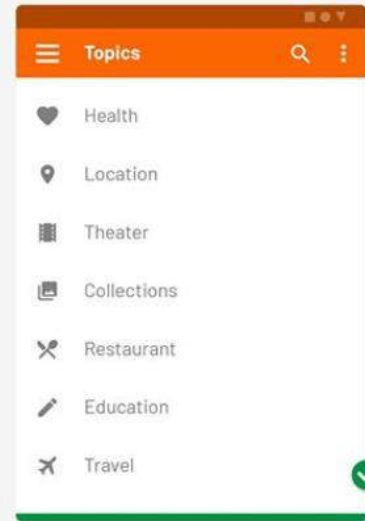 Topics
Health
Location
Theater
Collections
Restaurant
Education
Travel